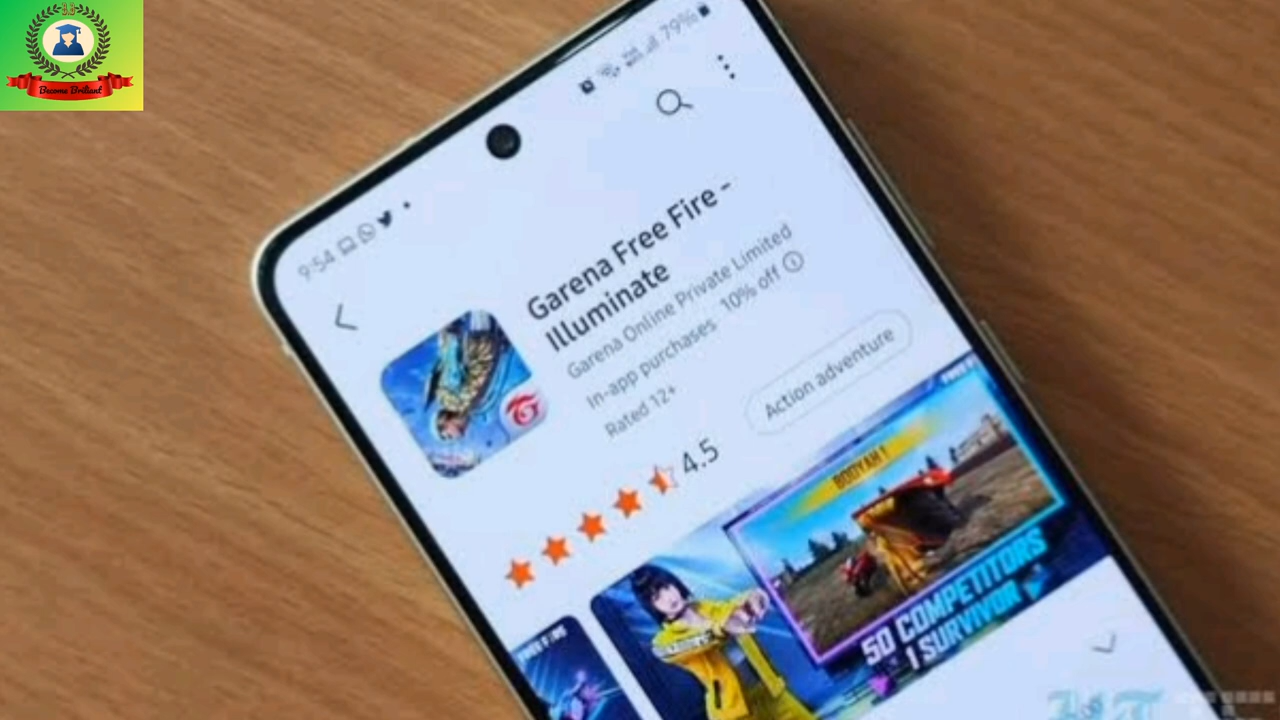 B.B
Become Briliant
9:54
79%
Garena Free Fire -
Illuminate
Garena Online Private Limited
In-app purchases 10% off
Rated 12+
Action adventure
4.5
BOOYAH !
50 COMPETITORS
1 SURVIVOR